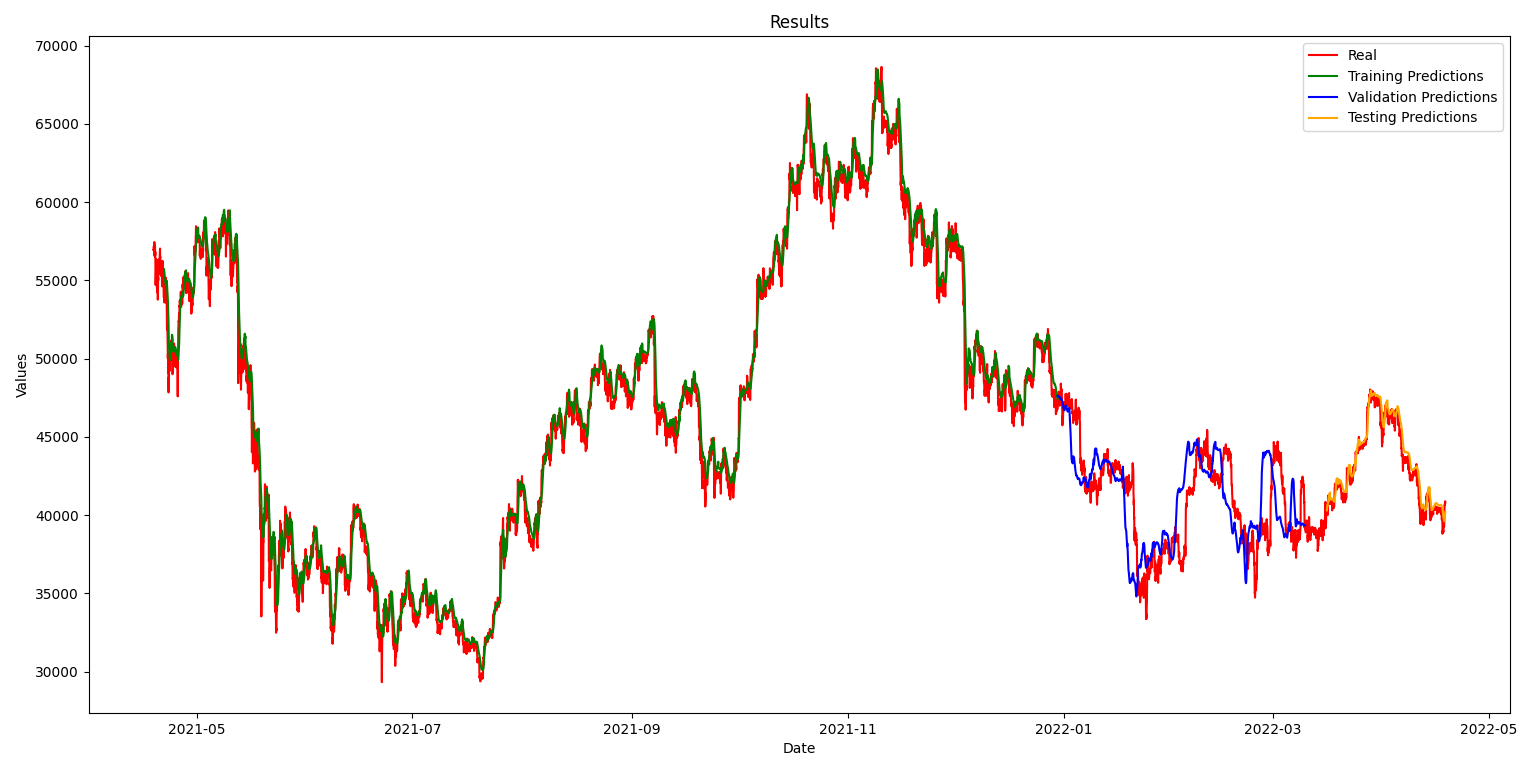 Results
70000
65000
60000
55000
50000
45000
40000
35000
30000
Values
Real
Training Predictions
Validation Predictions
Testing Predictions
2021-05
2021-07
2021-09
2021-11
2022-01
2022-03
2022-05
Date